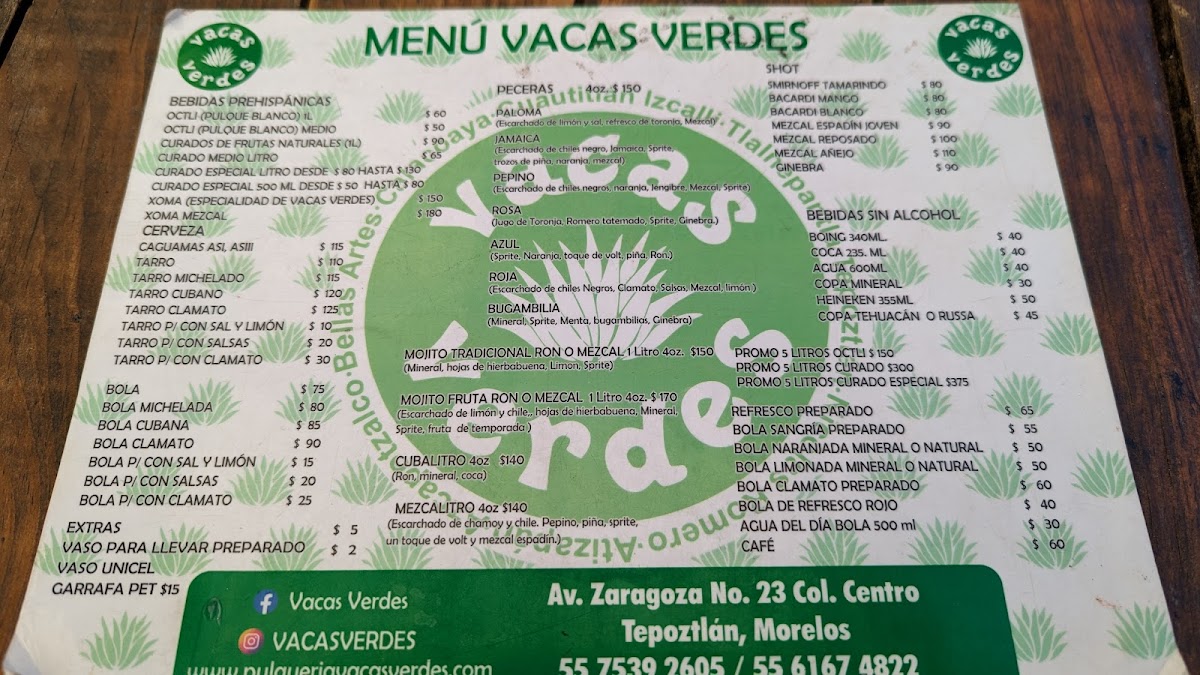 vacas verdes
MENÚ VACAS VERDES
vacas verdes
BEBIDAS PREHISPÁNICAS
OCTLI (PULQUE BLANCO) 1L $ 60
OCTLI (PULQUE BLANCO) MEDIO $ 50
CURADOS DE FRUTAS NATURALES (1L) $ 90
CURADO MEDIO LITRO $ 65
CURADO ESPECIAL LITRO DESDE $ 80 HASTA $ 130
CURADO ESPECIAL 500 ML DESDE $ 50 HASTA $ 80
XOMA (ESPECIALIDAD DE VACAS VERDES) $ 150
XOMA MEZCAL $ 180
CERVEZA
CAGUAMAS ASI, ASIII $ 115
TARRO $ 110
TARRO MICHELADO $ 115
TARRO CUBANO $ 120
TARRO CLAMATO $ 125
TARRO P/ CON SAL Y LIMÓN $ 10
TARRO P/ CON SALSAS $ 20
TARRO P/ CON CLAMATO $ 30
BOLA $ 75
BOLA MICHELADA $ 80
BOLA CUBANA $ 85
BOLA CLAMATO $ 90
BOLA P/ CON SAL Y LIMÓN $ 15
BOLA P/ CON SALSAS $ 20
BOLA P/ CON CLAMATO $ 25
EXTRAS
VASO PARA LLEVAR PREPARADO $ 5
VASO UNICEL $ 2
GARRAFA PET $15
PECERAS 4oz. $ 150
PALOMA
(Escarchado de limón y sal, refresco de toronja, Mezcal)
JAMAICA
(Escarchado de chiles negro, Jamaica, Sprite,
trozos de piña, naranja, mezcal)
PEPINO
(Escarchado de chiles negros, naranja, Jengibre, Mezcal, Sprite)
ROSA
(Jugo de Toronja, Romero tatemado, Sprite, Ginebra.)
AZUL
(Sprite, Naranja, toque de volt, piña, Ron.)
ROJA
(Escarchado de chiles Negros, Clamato, Salsas, Mezcal, limón )
BUGAMBILIA
(Mineral, Sprite, Menta, bugambilias, Ginebra)
MOJITO TRADICIONAL RON O MEZCAL 1 Litro 4oz. $150
(Mineral, hojas de hierbabuena, Limon, Sprite)
MOJITO FRUTA RON O MEZCAL 1 Litro 4oz. $ 170
(Escarchado de limón y chile,, hojas de hierbabuena, Mineral,
Sprite, fruta de temporada )
CUBALITRO 4oz $140
(Ron, mineral, coca)
MEZCALITRO 4oz $140
(Escarchado de chamoy y chile. Pepino, piña, sprite,
un toque de volt y mezcal espadín.)
SHOT
SMIRNOFF TAMARINDO $ 80
BACARDI MANGO $ 80
BACARDI BLANCO $ 80
MEZCAL ESPADÍN JOVEN $ 90
MEZCAL REPOSADO $ 100
MEZCAL AÑEJO $ 110
GINEBRA $ 90
BEBIDAS SIN ALCOHOL
BOING 340ML. $ 40
COCA 235. ML $ 40
AGUA 600ML $ 40
COPA MINERAL $ 30
HEINEKEN 355ML $ 50
COPA TEHUACÁN O RUSSA $ 45
PROMO 5 LITROS OCTLI $ 150
PROMO 5 LITROS CURADO $300
PROMO 5 LITROS CURADO ESPECIAL $375
REFRESCO PREPARADO $ 65
BOLA SANGRÍA PREPARADO $ 55
BOLA NARANJADA MINERAL O NATURAL $ 50
BOLA LIMONADA MINERAL O NATURAL $ 50
BOLA CLAMATO PREPARADO $ 60
BOLA DE REFRESCO ROJO $ 40
AGUA DEL DÍA BOLA 500 ml $ 30
CAFÉ $ 60
Vacas Verdes
Bellas Artes
Cuautitlán Izcalli
Vacas Verdes
VACASVERDES
www.pulqueriavacasverdes.com
Av. Zaragoza No. 23 Col. Centro
Tepoztlán, Morelos
55 7539 2605 / 55 6167 4822